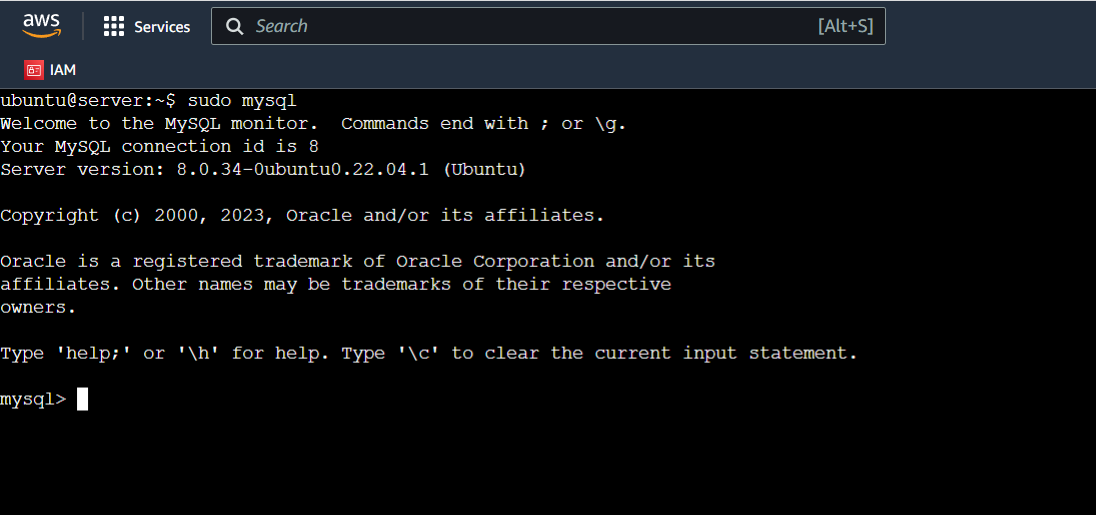 aws
Services
Search
[Alt+S]
IAM
ubuntu@server:~$ sudo mysql
Welcome to the MySQL monitor.  Commands end with ; or \g.
Your MySQL connection id is 8
Server version: 8.0.34-0ubuntu0.22.04.1 (Ubuntu)
Copyright (c) 2000, 2023, Oracle and/or its affiliates.
Oracle is a registered trademark of Oracle Corporation and/or its
affiliates. Other names may be trademarks of their respective
owners.
Type 'help;' or '\h' for help. Type '\c' to clear the current input statement.
mysql>